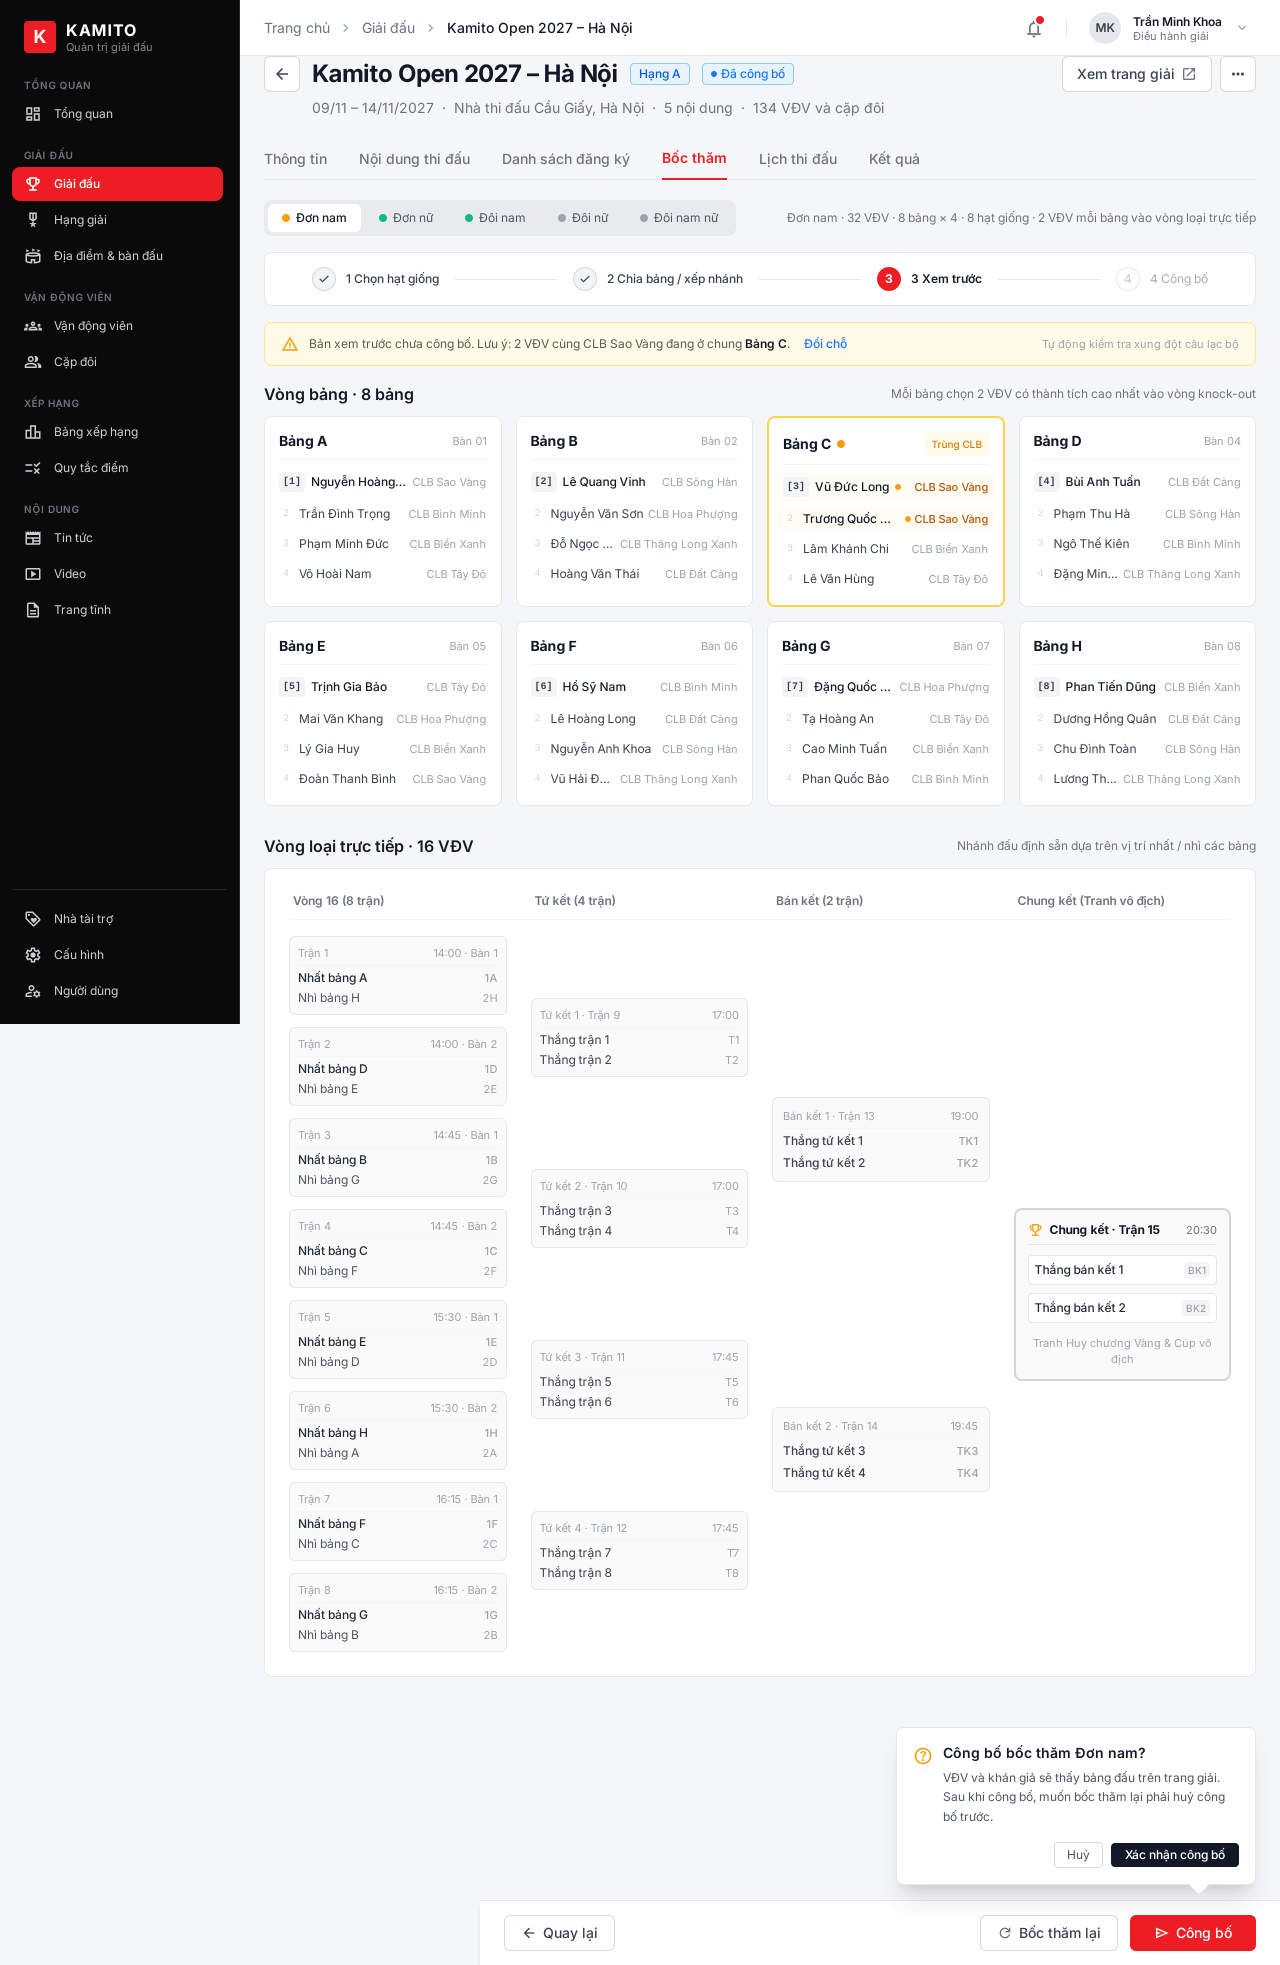 K
KAMITO
Quản trị giải đấu
TỔNG QUAN
Tổng quan
GIẢI ĐẤU
Giải đấu
Hạng giải
Địa điểm & bàn đấu
VẬN ĐỘNG VIÊN
Vận động viên
Cặp đôi
XẾP HẠNG
Bảng xếp hạng
Quy tắc điểm
NỘI DUNG
Tin tức
Video
Trang tĩnh
Nhà tài trợ
Cấu hình
Người dùng
Trang chủ > Giải đấu > Kamito Open 2027 – Hà Nội
MK
Trần Minh Khoa
Điều hành giải
Kamito Open 2027 – Hà Nội
Hạng A
Đã công bố
Xem trang giải
09/11 – 14/11/2027 · Nhà thi đấu Cầu Giấy, Hà Nội · 5 nội dung · 134 VĐV và cặp đôi
Thông tin
Nội dung thi đấu
Danh sách đăng ký
Bốc thăm
Lịch thi đấu
Kết quả
Đơn nam
Đơn nữ
Đôi nam
Đôi nữ
Đôi nam nữ
Đơn nam · 32 VĐV · 8 bảng × 4 · 8 hạt giống · 2 VĐV mỗi bảng vào vòng loại trực tiếp
1 Chọn hạt giống
2 Chia bảng / xếp nhánh
3
3 Xem trước
4
4 Công bố
Bản xem trước chưa công bố. Lưu ý: 2 VĐV cùng CLB Sao Vàng đang ở chung Bảng C. Đổi chỗ
Tự động kiểm tra xung đột câu lạc bộ
Vòng bảng · 8 bảng
Mỗi bảng chọn 2 VĐV có thành tích cao nhất vào vòng knock-out
Bảng A
Bàn 01
[1] Nguyễn Hoàng... CLB Sao Vàng
2 Trần Đình Trọng CLB Bình Minh
3 Phạm Minh Đức CLB Biển Xanh
4 Võ Hoài Nam CLB Tây Đô
Bảng B
Bàn 02
[2] Lê Quang Vinh CLB Sông Hàn
2 Nguyễn Văn Sơn CLB Hoa Phượng
3 Đỗ Ngọc ... CLB Thăng Long Xanh
4 Hoàng Văn Thái CLB Đất Cảng
Bảng C
Trùng CLB
[3] Vũ Đức Long CLB Sao Vàng
2 Trương Quốc ... CLB Sao Vàng
3 Lâm Khánh Chi CLB Biển Xanh
4 Lê Văn Hùng CLB Tây Đô
Bảng D
Bàn 04
[4] Bùi Anh Tuấn CLB Đất Cảng
2 Phạm Thu Hà CLB Sông Hàn
3 Ngô Thế Kiên CLB Bình Minh
4 Đặng Min... CLB Thăng Long Xanh
Bảng E
Bàn 05
[5] Trịnh Gia Bảo CLB Tây Đô
2 Mai Văn Khang CLB Hoa Phượng
3 Lý Gia Huy CLB Biển Xanh
4 Đoàn Thanh Bình CLB Sao Vàng
Bảng F
Bàn 06
[6] Hồ Sỹ Nam CLB Bình Minh
2 Lê Hoàng Long CLB Đất Cảng
3 Nguyễn Anh Khoa CLB Sông Hàn
4 Vũ Hải Đ... CLB Thăng Long Xanh
Bảng G
Bàn 07
[7] Đặng Quốc ... CLB Hoa Phượng
2 Tạ Hoàng An CLB Tây Đô
3 Cao Minh Tuấn CLB Biển Xanh
4 Phan Quốc Bảo CLB Bình Minh
Bảng H
Bàn 08
[8] Phan Tiến Dũng CLB Biển Xanh
2 Dương Hồng Quân CLB Đất Cảng
3 Chu Đình Toàn CLB Sông Hàn
4 Lương Th... CLB Thăng Long Xanh
Vòng loại trực tiếp · 16 VĐV
Nhánh đấu định sẵn dựa trên vị trí nhất / nhì các bảng
Vòng 16 (8 trận)
Trận 1 14:00 · Bàn 1
Nhất bảng A 1A
Nhì bảng H 2H
Trận 2 14:00 · Bàn 2
Nhất bảng D 1D
Nhì bảng E 2E
Trận 3 14:45 · Bàn 1
Nhất bảng B 1B
Nhì bảng G 2G
Trận 4 14:45 · Bàn 2
Nhất bảng C 1C
Nhì bảng F 2F
Trận 5 15:30 · Bàn 1
Nhất bảng E 1E
Nhì bảng D 2D
Trận 6 15:30 · Bàn 2
Nhất bảng H 1H
Nhì bảng A 2A
Trận 7 16:15 · Bàn 1
Nhất bảng F 1F
Nhì bảng C 2C
Trận 8 16:15 · Bàn 2
Nhất bảng G 1G
Nhì bảng B 2B
Tứ kết (4 trận)
Tứ kết 1 · Trận 9 17:00
Thắng trận 1 T1
Thắng trận 2 T2
Tứ kết 2 · Trận 10 17:00
Thắng trận 3 T3
Thắng trận 4 T4
Tứ kết 3 · Trận 11 17:45
Thắng trận 5 T5
Thắng trận 6 T6
Tứ kết 4 · Trận 12 17:45
Thắng trận 7 T7
Thắng trận 8 T8
Bán kết (2 trận)
Bán kết 1 · Trận 13 19:00
Thắng tứ kết 1 TK1
Thắng tứ kết 2 TK2
Bán kết 2 · Trận 14 19:45
Thắng tứ kết 3 TK3
Thắng tứ kết 4 TK4
Chung kết (Tranh vô địch)
Chung kết · Trận 15 20:30
Thắng bán kết 1 BK1
Thắng bán kết 2 BK2
Tranh Huy chương Vàng & Cúp vô
địch
Công bố bốc thăm Đơn nam?
VĐV và khán giả sẽ thấy bảng đấu trên trang giải.
Sau khi công bố, muốn bốc thăm lại phải huỷ công
bố trước.
Huỷ
Xác nhận công bố
Quay lại
Bốc thăm lại
Công bố